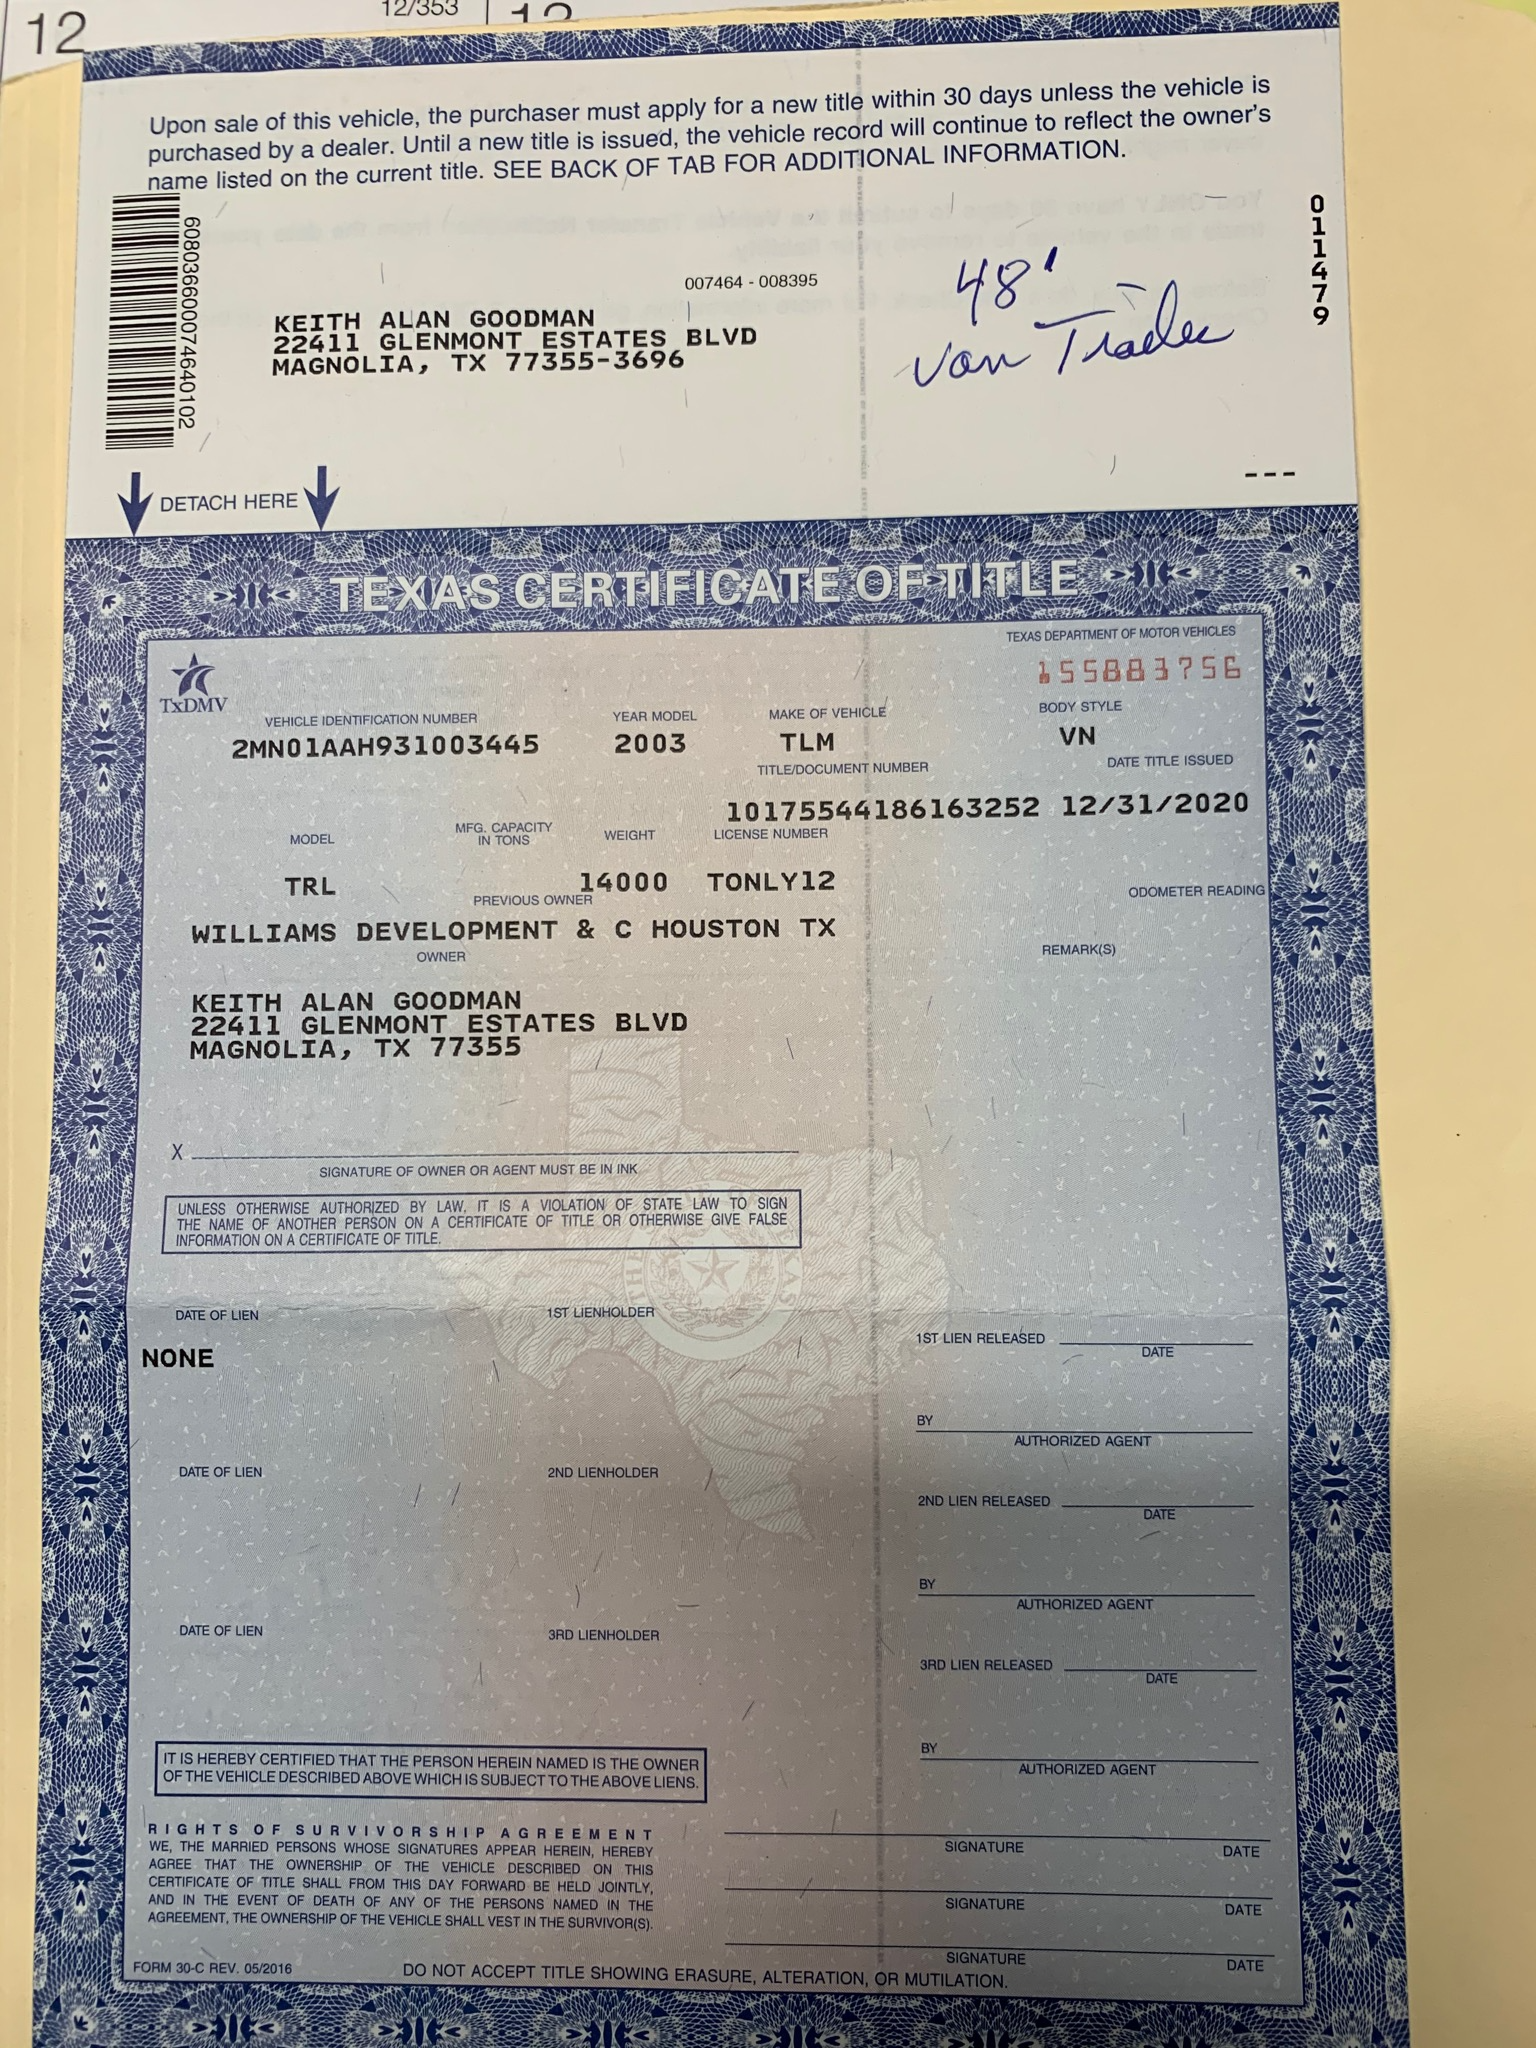 12
12/353
12
Upon sale of this vehicle, the purchaser must apply for a new title within 30 days unless the vehicle is
purchased by a dealer. Until a new title is issued, the vehicle record will continue to reflect the owner's
name listed on the current title. SEE BACK OF TAB FOR ADDITIONAL INFORMATION.
608036600074640102
007464 - 008395
011479
48'
Van Trailer
KEITH ALAN GOODMAN
22411 GLENMONT ESTATES BLVD
MAGNOLIA, TX 77355-3696
---
DETACH HERE
TEXAS CERTIFICATE OF TITLE
TEXAS DEPARTMENT OF MOTOR VEHICLES
TxDMV
155883756
VEHICLE IDENTIFICATION NUMBER YEAR MODEL MAKE OF VEHICLE BODY STYLE
2MN01AAH931003445 2003 TLM VN
TITLE/DOCUMENT NUMBER DATE TITLE ISSUED
10175544186163252 12/31/2020
MODEL MFG. CAPACITY IN TONS WEIGHT LICENSE NUMBER
TRL 14000 TONLY12
PREVIOUS OWNER ODOMETER READING
WILLIAMS DEVELOPMENT & C HOUSTON TX
OWNER REMARK(S)
KEITH ALAN GOODMAN
22411 GLENMONT ESTATES BLVD
MAGNOLIA, TX 77355
X
SIGNATURE OF OWNER OR AGENT MUST BE IN INK
UNLESS OTHERWISE AUTHORIZED BY LAW, IT IS A VIOLATION OF STATE LAW TO SIGN
THE NAME OF ANOTHER PERSON ON A CERTIFICATE OF TITLE OR OTHERWISE GIVE FALSE
INFORMATION ON A CERTIFICATE OF TITLE.
DATE OF LIEN 1ST LIENHOLDER
NONE
1ST LIEN RELEASED
DATE
BY
AUTHORIZED AGENT
DATE OF LIEN 2ND LIENHOLDER
2ND LIEN RELEASED
DATE
BY
AUTHORIZED AGENT
DATE OF LIEN 3RD LIENHOLDER
3RD LIEN RELEASED
DATE
BY
AUTHORIZED AGENT
IT IS HEREBY CERTIFIED THAT THE PERSON HEREIN NAMED IS THE OWNER
OF THE VEHICLE DESCRIBED ABOVE WHICH IS SUBJECT TO THE ABOVE LIENS.
RIGHTS OF SURVIVORSHIP AGREEMENT
WE, THE MARRIED PERSONS WHOSE SIGNATURES APPEAR HEREIN, HEREBY
AGREE THAT THE OWNERSHIP OF THE VEHICLE DESCRIBED ON THIS
CERTIFICATE OF TITLE SHALL FROM THIS DAY FORWARD BE HELD JOINTLY,
AND IN THE EVENT OF DEATH OF ANY OF THE PERSONS NAMED IN THE
AGREEMENT, THE OWNERSHIP OF THE VEHICLE SHALL VEST IN THE SURVIVOR(S).
SIGNATURE DATE
SIGNATURE DATE
SIGNATURE DATE
FORM 30-C REV. 05/2016
DO NOT ACCEPT TITLE SHOWING ERASURE, ALTERATION, OR MUTILATION.